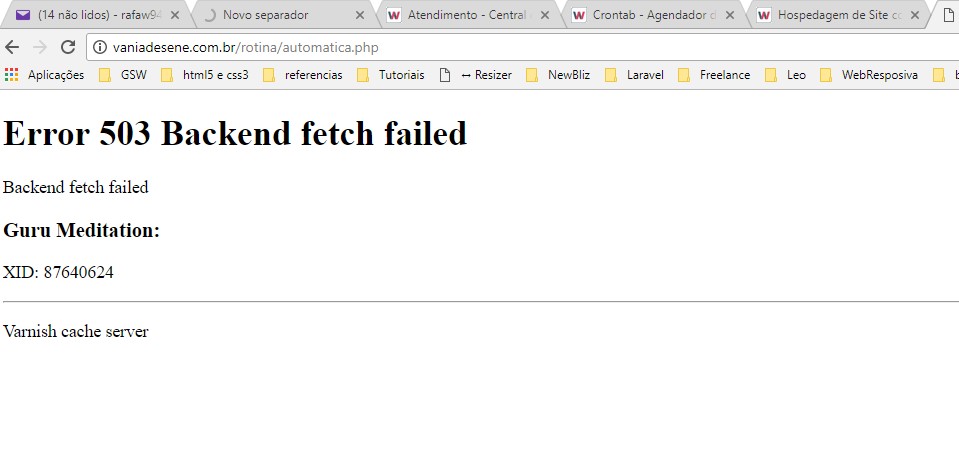 (14 não lidos) - rafaw94
Novo separador
Atendimento - Central
Crontab - Agendador d
Hospedagem de Site co
vaniadesene.com.br/rotina/automatica.php
Aplicações
GSW
html5 e css3
referencias
Tutoriais
↔ Resizer
NewBliz
Laravel
Freelance
Leo
WebResposiva
b
Error 503 Backend fetch failed
Backend fetch failed
Guru Meditation:
XID: 87640624
Varnish cache server